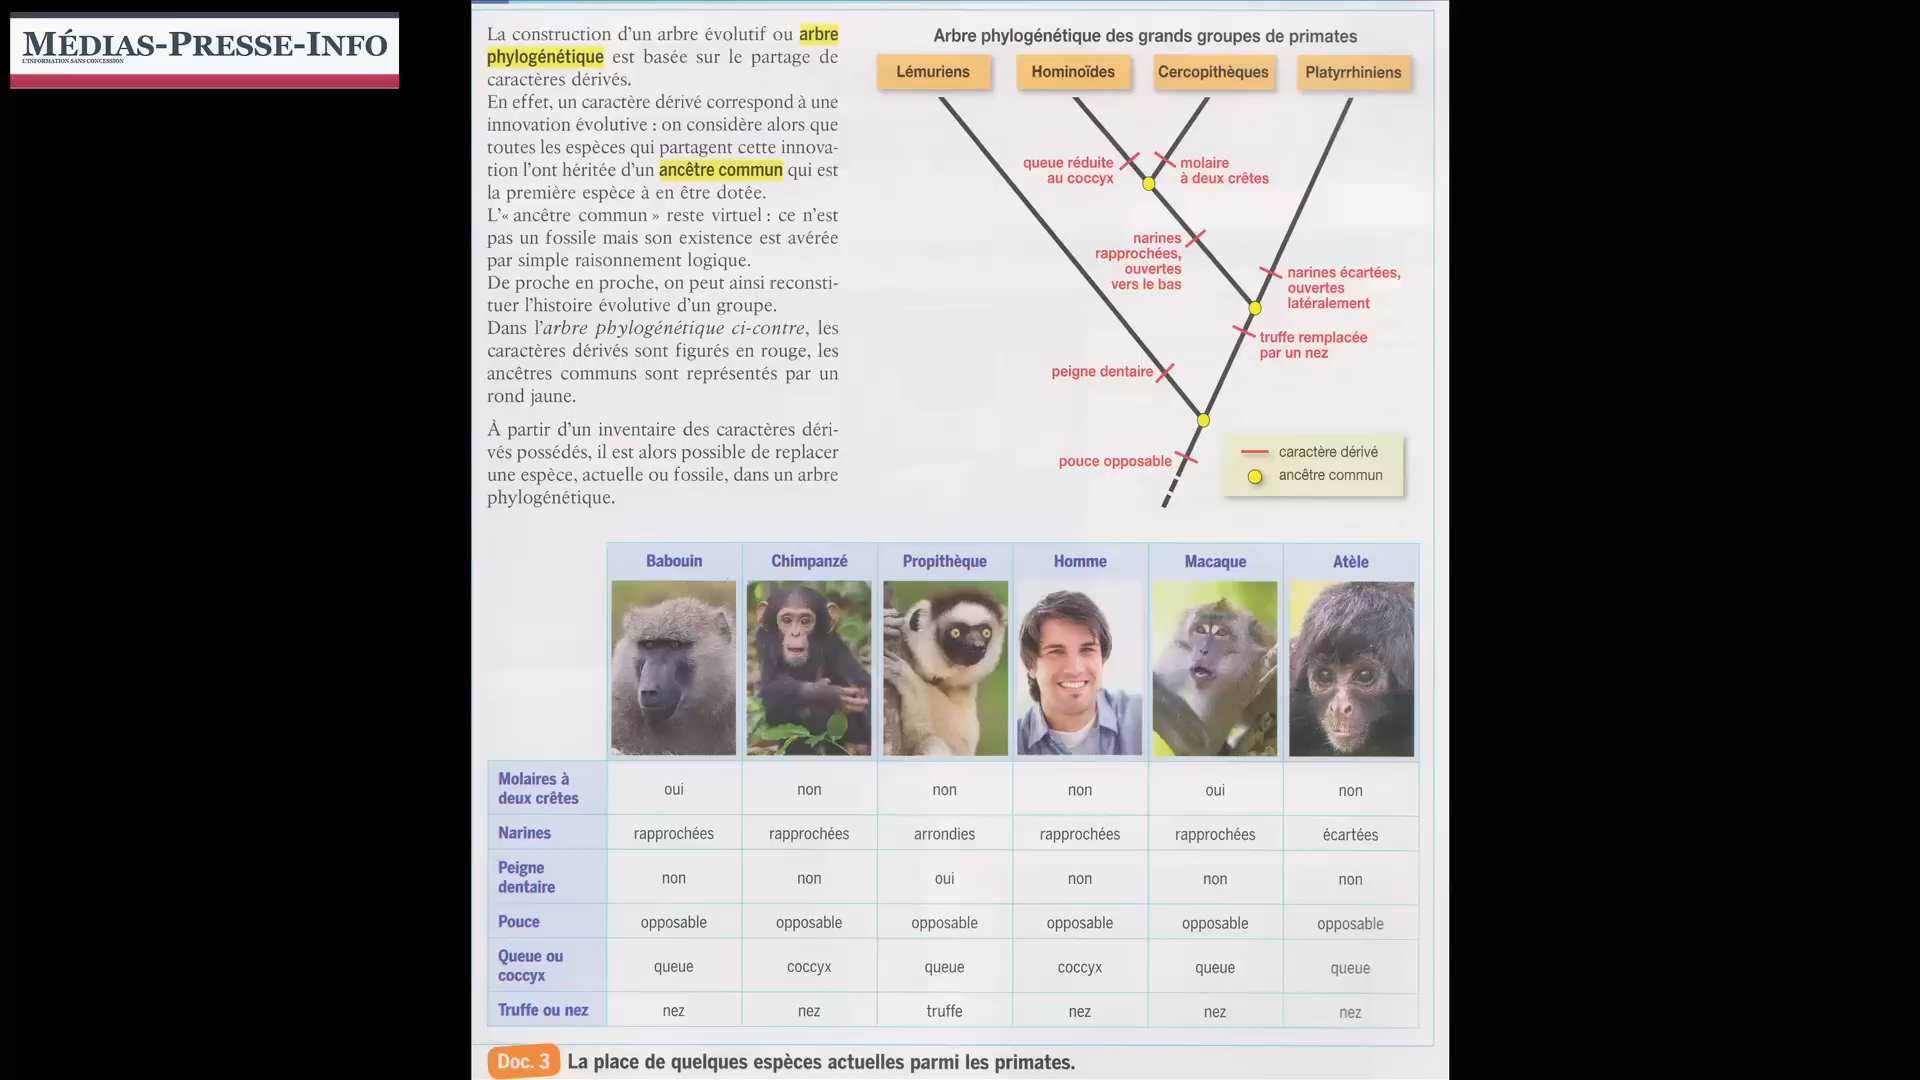 MÉDIAS-PRESSE-INFO
L'INFORMATION SANS CONCESSION
La construction d'un arbre évolutif ou arbre
phylogénétique est basée sur le partage de
caractères dérivés.
En effet, un caractère dérivé correspond à une
innovation évolutive : on considère alors que
toutes les espèces qui partagent cette innova-
tion l'ont héritée d'un ancêtre commun qui est
la première espèce à en être dotée.
L'« ancêtre commun » reste virtuel : ce n'est
pas un fossile mais son existence est avérée
par simple raisonnement logique.
De proche en proche, on peut ainsi reconsti-
tuer l'histoire évolutive d'un groupe.
Dans l'arbre phylogénétique ci-contre, les
caractères dérivés sont figurés en rouge, les
ancêtres communs sont représentés par un
rond jaune.
À partir d'un inventaire des caractères déri-
vés possédés, il est alors possible de replacer
une espèce, actuelle ou fossile, dans un arbre
phylogénétique.
Arbre phylogénétique des grands groupes de primates
Lémuriens Hominoïdes Cercopithèques Platyrrhiniens
queue réduite
au coccyx
molaire
à deux crêtes
narines
rapprochées,
ouvertes
vers le bas
narines écartées,
ouvertes
latéralement
truffe remplacée
par un nez
peigne dentaire
pouce opposable
caractère dérivé
ancêtre commun
Babouin Chimpanzé Propithèque Homme Macaque Atèle
Molaires à
deux crêtes
oui non non non oui non
Narines rapprochées rapprochées arrondies rapprochées rapprochées écartées
Peigne
dentaire
non non oui non non non
Pouce opposable opposable opposable opposable opposable opposable
Queue ou
coccyx
queue coccyx queue coccyx queue queue
Truffe ou nez nez nez truffe nez nez nez
Doc. 3 La place de quelques espèces actuelles parmi les primates.